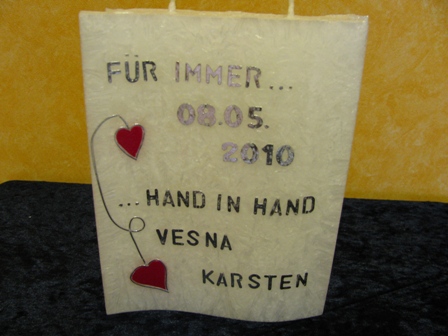 FÜR IMMER...
08.05.
2010
...HAND IN HAND
VESNA
KARSTEN